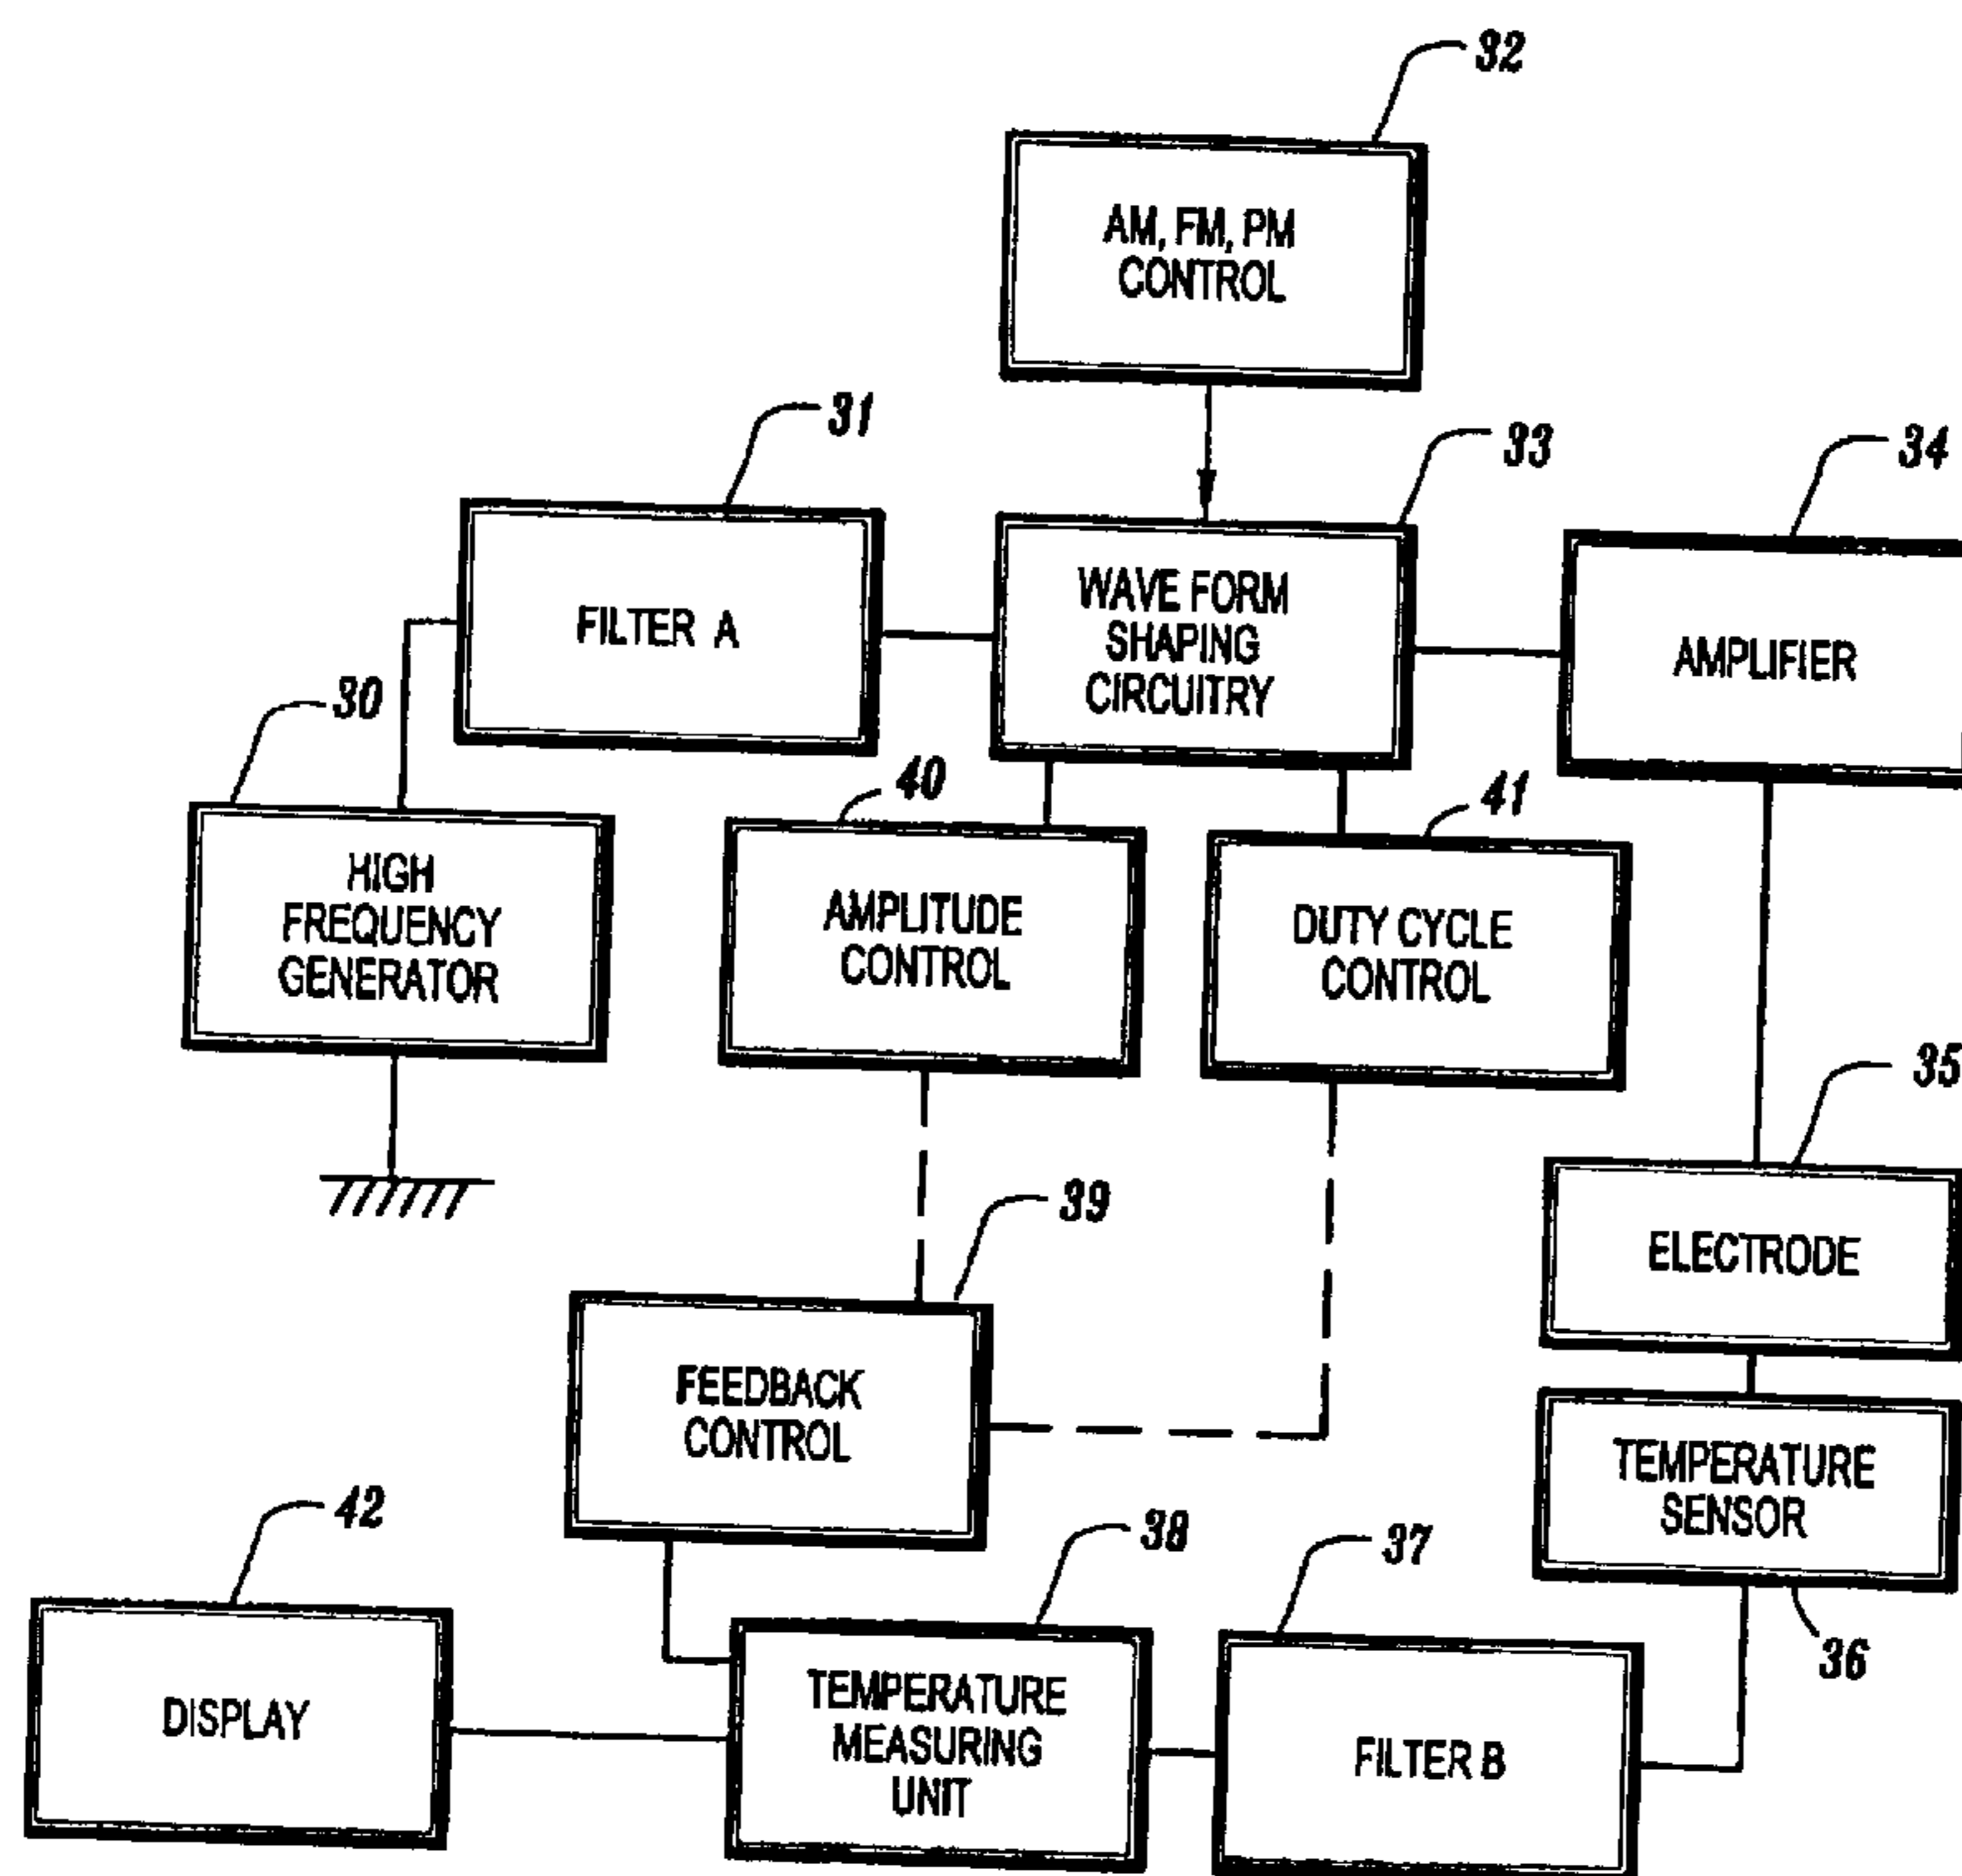 32
AM, FM, PM
CONTROL
31
33
34
FILTER A
WAVE FORM
SHAPING
CIRCUITRY
AMPLIFIER
30
40
41
HIGH
FREQUENCY
GENERATOR
AMPLITUDE
CONTROL
DUTY CYCLE
CONTROL
35
39
ELECTRODE
FEEDBACK
CONTROL
TEMPERATURE
SENSOR
42
38
37
36
DISPLAY
TEMPERATURE
MEASURING
UNIT
FILTER B